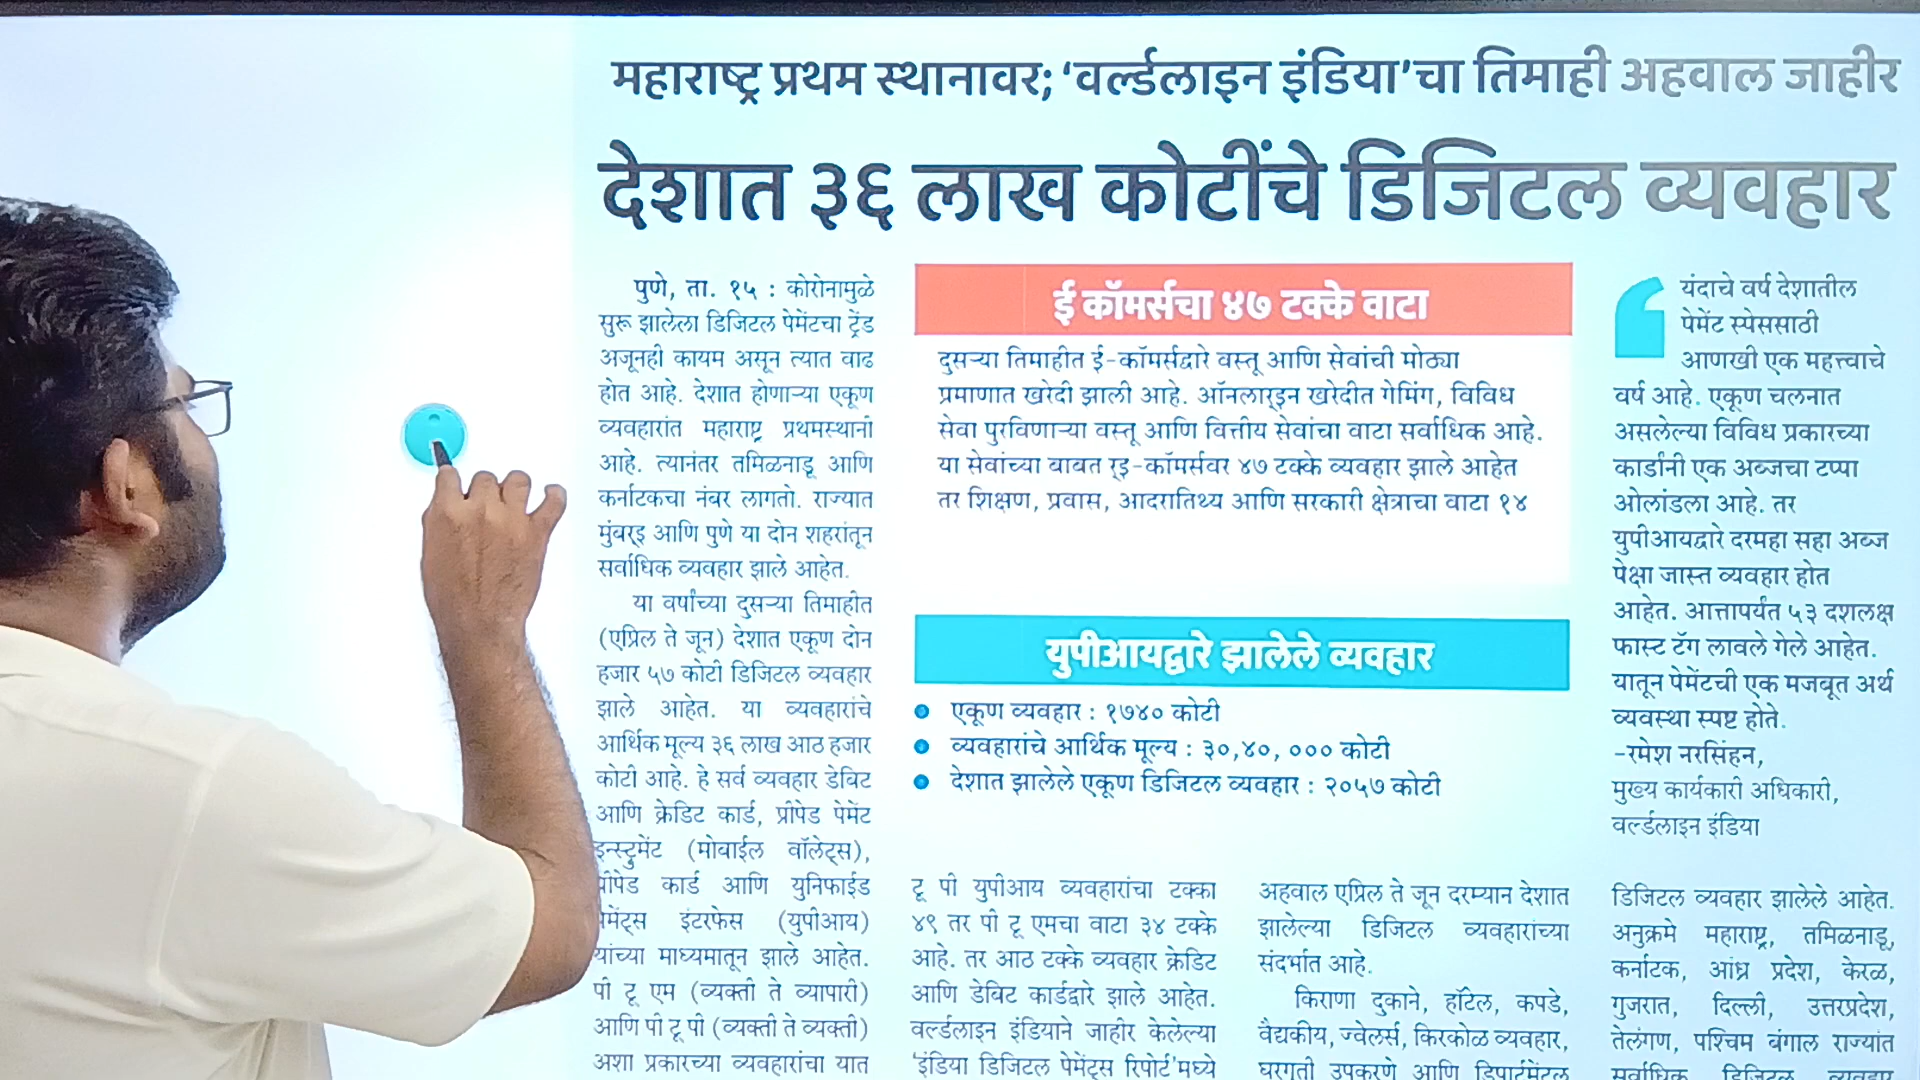 महाराष्ट्र प्रथम स्थानावर; ‘वर्ल्डलाइन इंडिया’चा तिमाही अहवाल जाहीर
देशात ३६ लाख कोटींचे डिजिटल व्यवहार
पुणे, ता. १५ : कोरोनामुळे
सुरू झालेला डिजिटल पेमेंटचा ट्रेंड
अजूनही कायम असून त्यात वाढ
होत आहे. देशात होणाऱ्या एकूण
व्यवहारांत महाराष्ट्र प्रथमस्थानी
आहे. त्यानंतर तमिळनाडू आणि
कर्नाटकचा नंबर लागतो. राज्यात
मुंबर्इ आणि पुणे या दोन शहरांतून
सर्वाधिक व्यवहार झाले आहेत.
या वर्षांच्या दुसऱ्या तिमाहीत
(एप्रिल ते जून) देशात एकूण दोन
हजार ५७ कोटी डिजिटल व्यवहार
झाले आहेत. या व्यवहारांचे
आर्थिक मूल्य ३६ लाख आठ हजार
कोटी आहे. हे सर्व व्यवहार डेबिट
आणि क्रेडिट कार्ड, प्रीपेड पेमेंट
इन्स्ट्रुमेंट (मोबाईल वॉलेट्स),
प्रीपेड कार्ड आणि युनिफाईड
पेमेंट्स इंटरफेस (युपीआय)
यांच्या माध्यमातून झाले आहेत.
पी टू एम (व्यक्ती ते व्यापारी)
आणि पी टू पी (व्यक्ती ते व्यक्ती)
अशा प्रकारच्या व्यवहारांचा यात
ई कॉमर्सचा ४७ टक्के वाटा
दुसऱ्या तिमाहीत ई-कॉमर्सद्वारे वस्तू आणि सेवांची मोठ्या
प्रमाणात खरेदी झाली आहे. ऑनलार्इन खरेदीत गेमिंग, विविध
सेवा पुरविणाऱ्या वस्तू आणि वित्तीय सेवांचा वाटा सर्वाधिक आहे.
या सेवांच्या बाबत र्इ-कॉमर्सवर ४७ टक्के व्यवहार झाले आहेत
तर शिक्षण, प्रवास, आदरातिथ्य आणि सरकारी क्षेत्राचा वाटा १४
युपीआयद्वारे झालेले व्यवहार
एकूण व्यवहार : १७४० कोटी
व्यवहारांचे आर्थिक मूल्य : ३०,४०, ००० कोटी
देशात झालेले एकूण डिजिटल व्यवहार : २०५७ कोटी
टू पी युपीआय व्यवहारांचा टक्का
४९ तर पी टू एमचा वाटा ३४ टक्के
आहे. तर आठ टक्के व्यवहार क्रेडिट
आणि डेबिट कार्डद्वारे झाले आहेत.
वर्ल्डलाइन इंडियाने जाहीर केलेल्या
‘इंडिया डिजिटल पेमेंट्स रिपोर्ट’मध्ये
अहवाल एप्रिल ते जून दरम्यान देशात
झालेल्या डिजिटल व्यवहारांच्या
संदर्भात आहे.
किराणा दुकाने, हॉटेल, कपडे,
वैद्यकीय, ज्वेलर्स, किरकोळ व्यवहार,
घरगुती उपकरणे आणि डिपार्टमेंटल
यंदाचे वर्ष देशातील
पेमेंट स्पेससाठी
आणखी एक महत्त्वाचे
वर्ष आहे. एकूण चलनात
असलेल्या विविध प्रकारच्या
कार्डांनी एक अब्जचा टप्पा
ओलांडला आहे. तर
युपीआयद्वारे दरमहा सहा अब्ज
पेक्षा जास्त व्यवहार होत
आहेत. आत्तापर्यंत ५३ दशलक्ष
फास्ट टॅग लावले गेले आहेत.
यातून पेमेंटची एक मजबूत अर्थ
व्यवस्था स्पष्ट होते.
-रमेश नरसिंहन,
मुख्य कार्यकारी अधिकारी,
वर्ल्डलाइन इंडिया
डिजिटल व्यवहार झालेले आहेत.
अनुक्रमे महाराष्ट्र, तमिळनाडू,
कर्नाटक, आंध्र प्रदेश, केरळ,
गुजरात, दिल्ली, उत्तरप्रदेश,
तेलंगण, पश्चिम बंगाल राज्यांत
सर्वाधिक डिजिटल व्यवहार